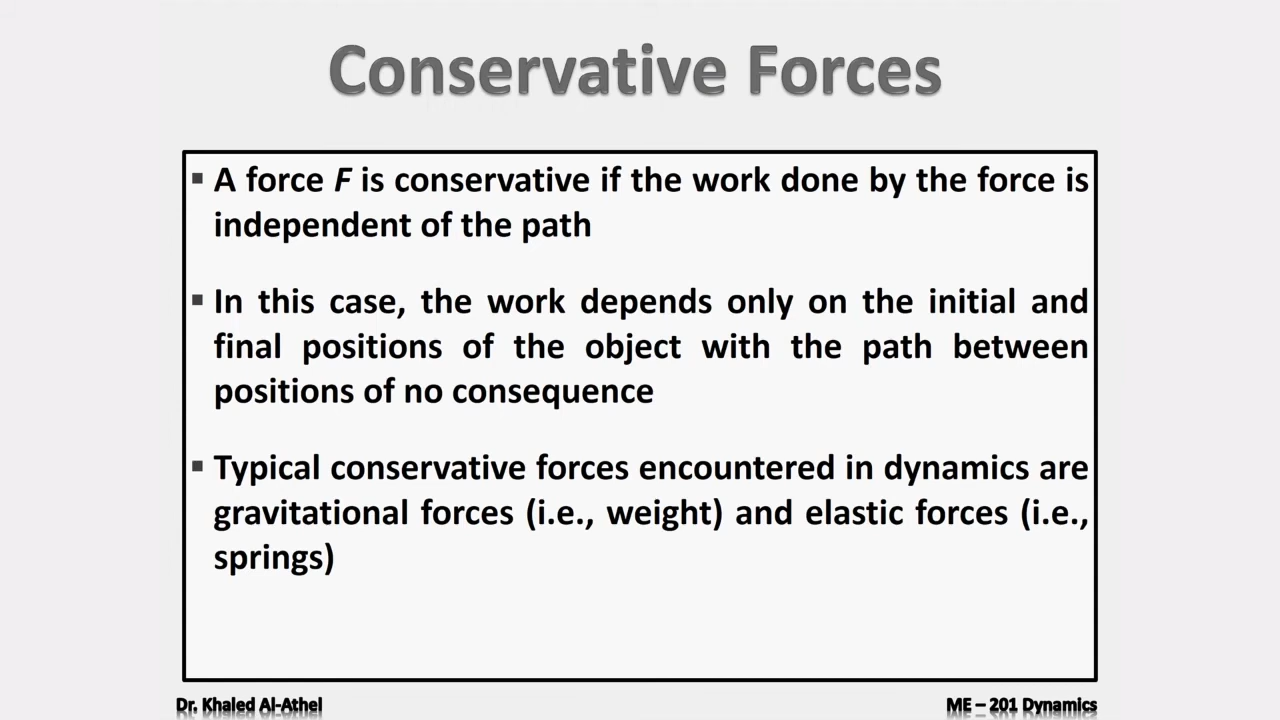 Conservative Forces
▪ A force F is conservative if the work done by the force is
independent of the path
▪ In this case, the work depends only on the initial and
final positions of the object with the path between
positions of no consequence
▪ Typical conservative forces encountered in dynamics are
gravitational forces (i.e., weight) and elastic forces (i.e.,
springs)
Dr. Khaled Al-Athel
ME – 201 Dynamics